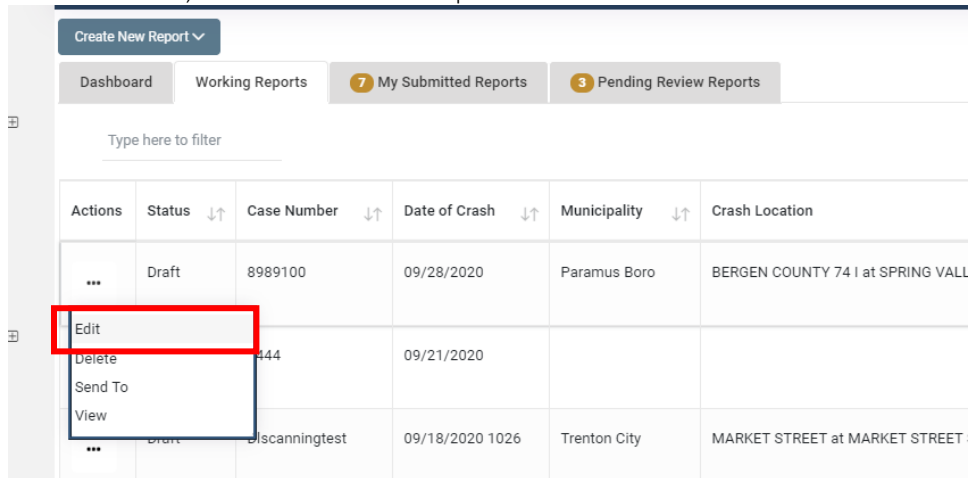 Create New Report
Dashboard Working Reports 7 My Submitted Reports 3 Pending Review Reports
Type here to filter
Actions Status Case Number Date of Crash Municipality Crash Location
... Draft 8989100 09/28/2020 Paramus Boro BERGEN COUNTY 74 I at SPRING VALL
Edit
Delete 444 09/21/2020
Send To
View
... Draft DIscanningtest 09/18/2020 1026 Trenton City MARKET STREET at MARKET STREET